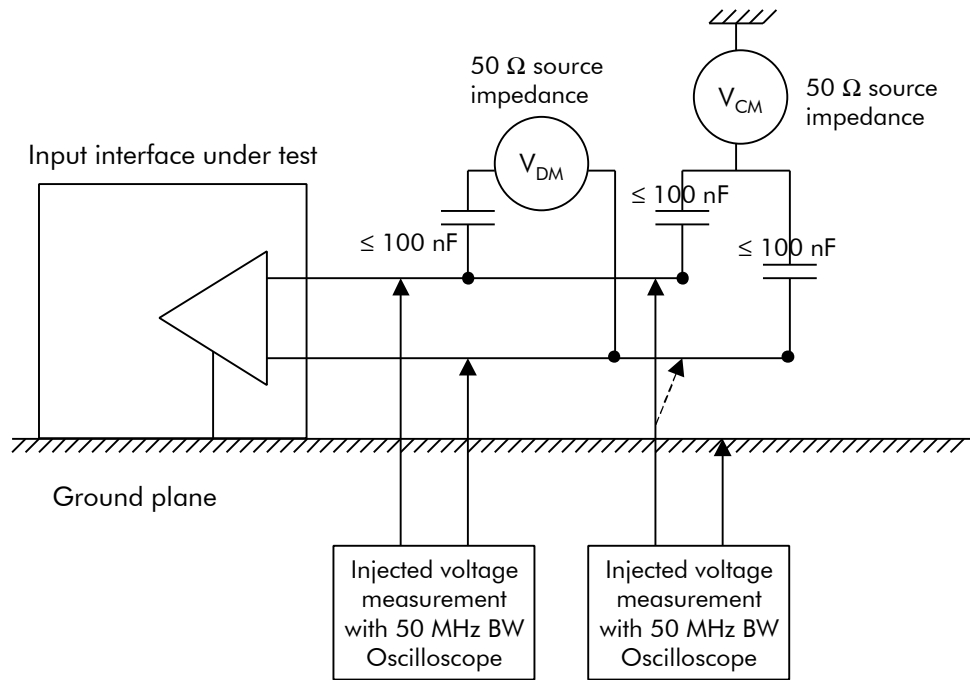 50 Ω source
impedance
V_CM
50 Ω source
impedance
Input interface under test
V_DM
≤ 100 nF
≤ 100 nF
≤ 100 nF
Ground plane
Injected voltage
measurement
with 50 MHz BW
Oscilloscope
Injected voltage
measurement
with 50 MHz BW
Oscilloscope